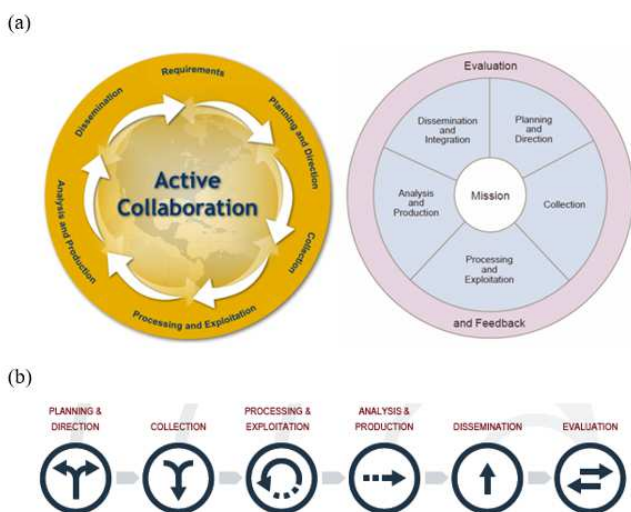 (a)
Requirements
Planning and Direction
Collection
Processing and Exploitation
Analysis and Production
Dissemination
Active
Collaboration
Evaluation
Dissemination
and
Integration
Planning
and
Direction
Analysis
and
Production
Mission
Collection
Processing
and
Exploitation
and Feedback
(b)
PLANNING &
DIRECTION
COLLECTION
PROCESSING &
EXPLOITATION
ANALYSIS &
PRODUCTION
DISSEMINATION
EVALUATION